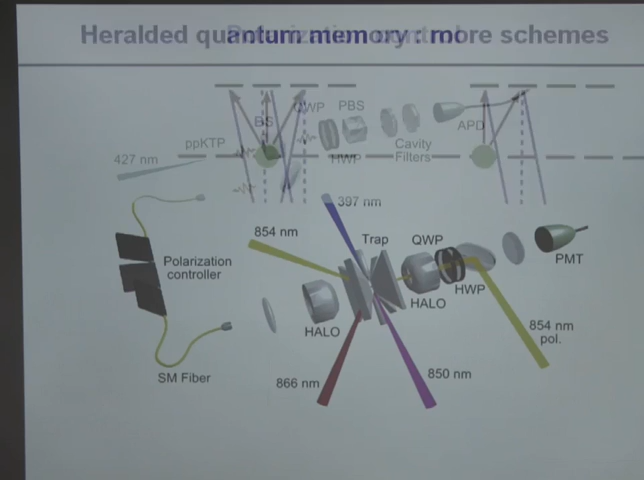 Heralded quantum memory : more schemes
QWP
PBS
BS
APD
ppKTP
HWP
Cavity
Filters
427 nm
397 nm
854 nm
Trap
QWP
Polarization
controller
PMT
HALO
HWP
HALO
854 nm
pol.
SM Fiber
866 nm
850 nm